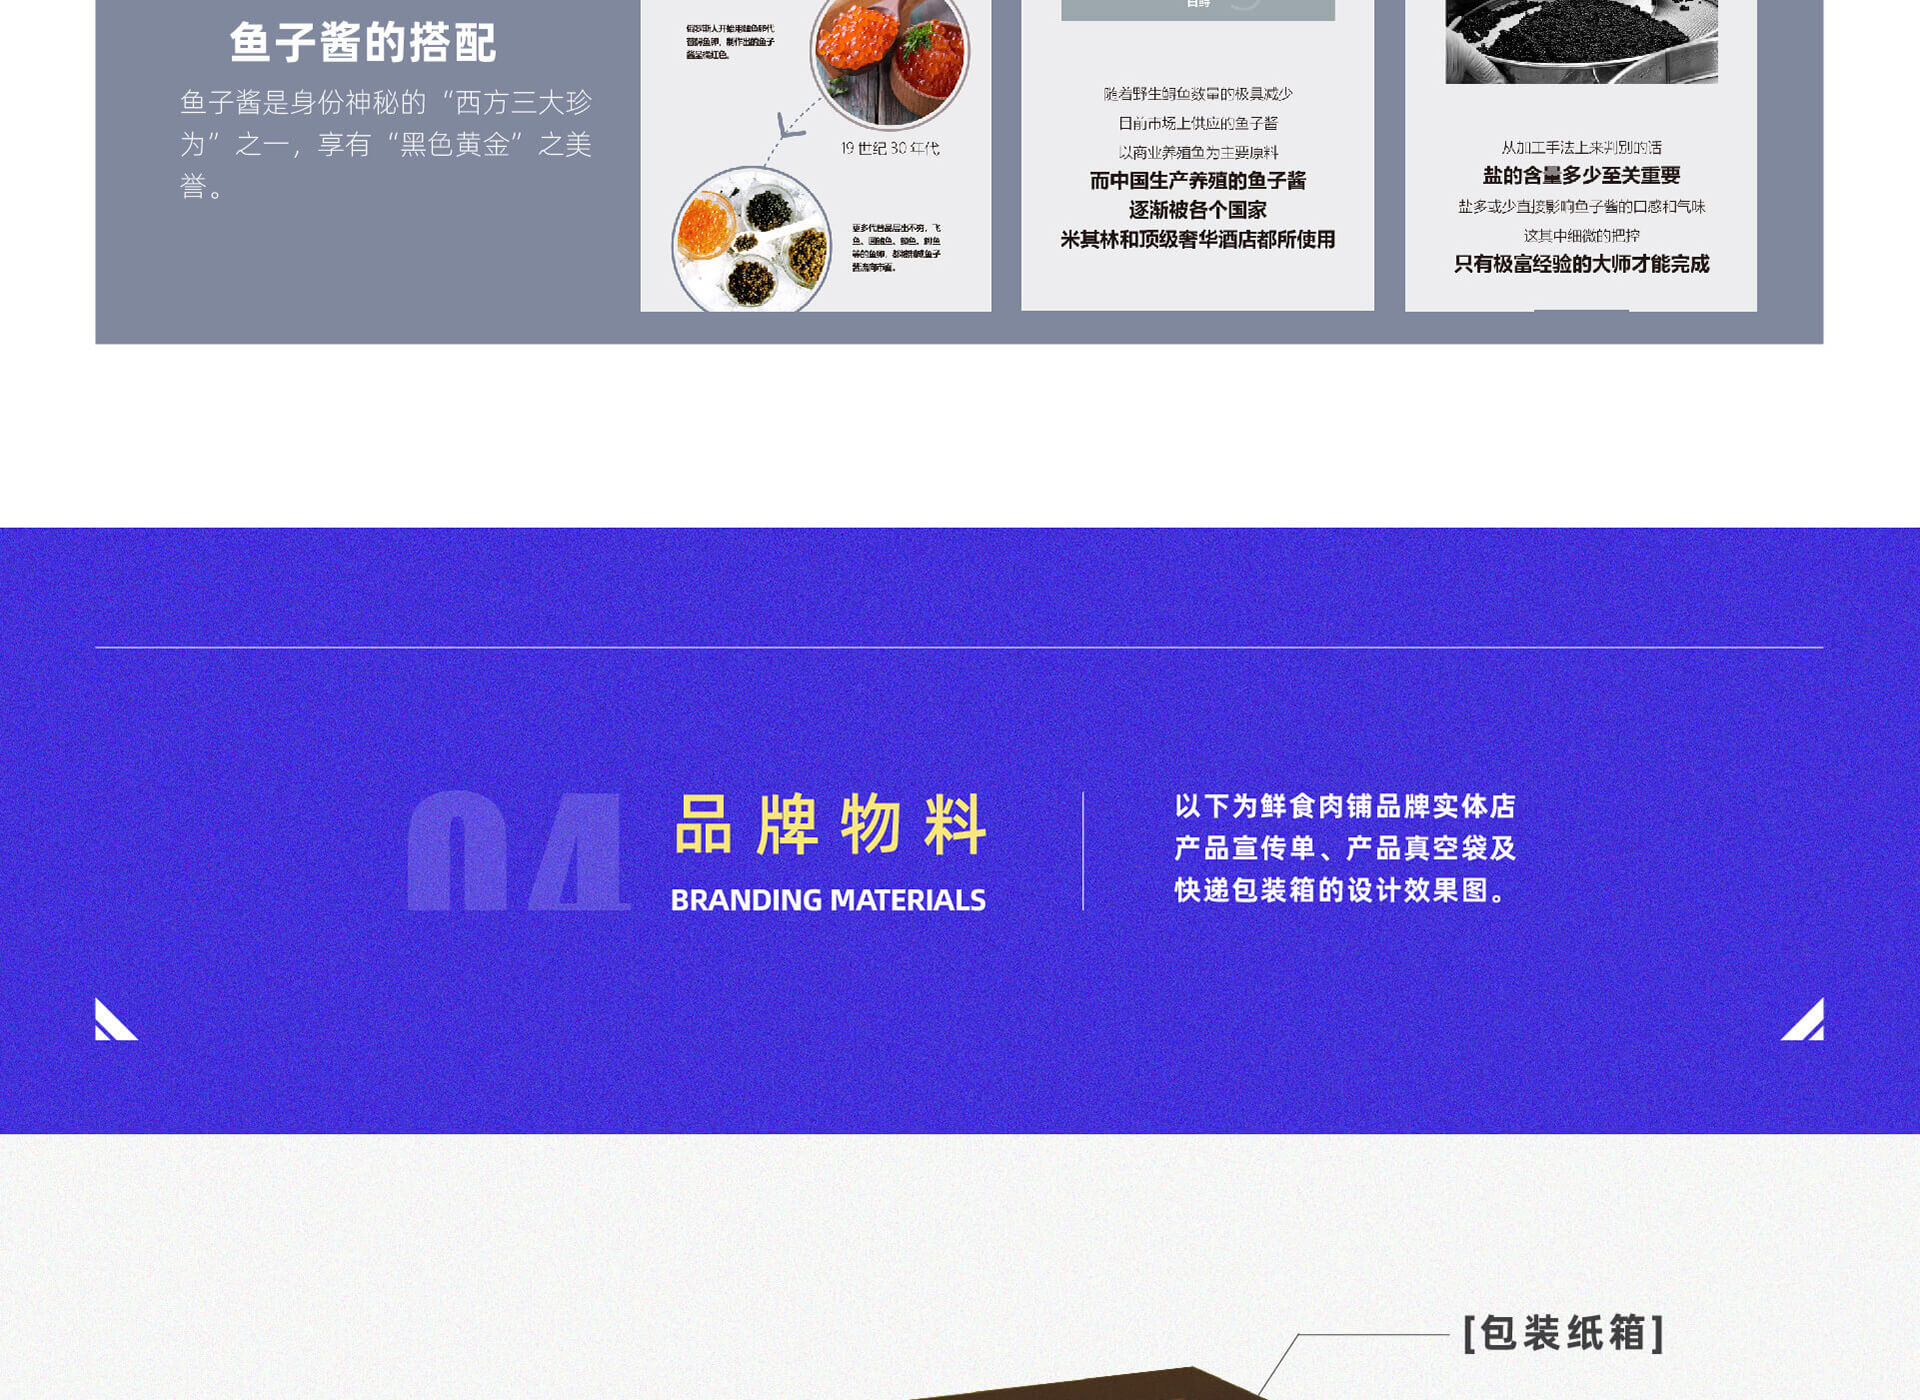 鱼子酱的搭配
鱼子酱是身份神秘的“西方三大珍
为”之一，享有“黑色黄金”之美
誉。
19世纪30年代
随着野生鲟鱼数量的极具减少
目前市场上供应的鱼子酱
以商业养殖鱼为主要原料
而中国生产养殖的鱼子酱
逐渐被各个国家
米其林和顶级奢华酒店都所使用
从加工手法上来判别的话
盐的含量多少至关重要
盐多或少直接影响鱼子酱的口感和气味
这其中细微的把控
只有极富经验的大师才能完成
04
品牌物料
BRANDING MATERIALS
以下为鲜食肉铺品牌实体店
产品宣传单、产品真空袋及
快递包装箱的设计效果图。
[包装纸箱]